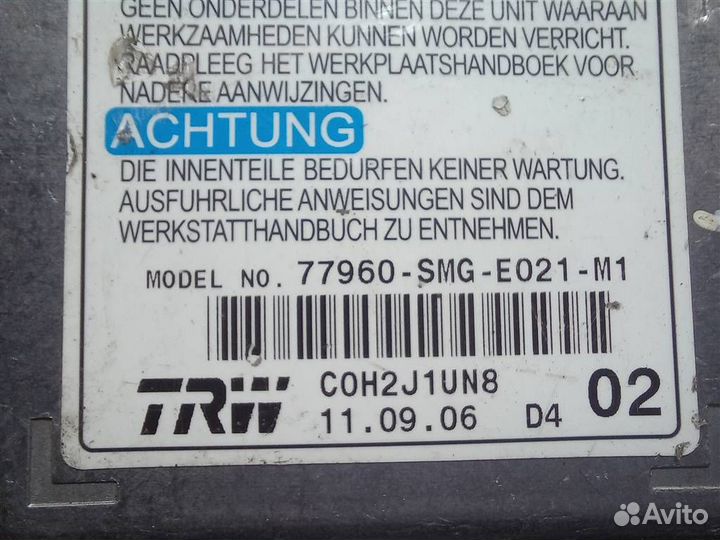 GEEN ONDERDELEN BINNEN DEZE UNIT WAARAAN
WERKZAAMHEDEN KUNNEN WORDEN VERRICHT.
RAADPLEEG HET WERKPLAATSHANDBOEK VOOR
NADERE AANWIJZINGEN.
ACHTUNG
DIE INNENTEILE BEDURFEN KEINER WARTUNG.
AUSFUHRLICHE ANWEISUNGEN SIND DEM
WERKSTATTHANDBUCH ZU ENTNEHMEN.
MODEL NO. 77960-SMG-E021-M1
TRW C0H2J1UN8 02
11.09.06 D4
Avito